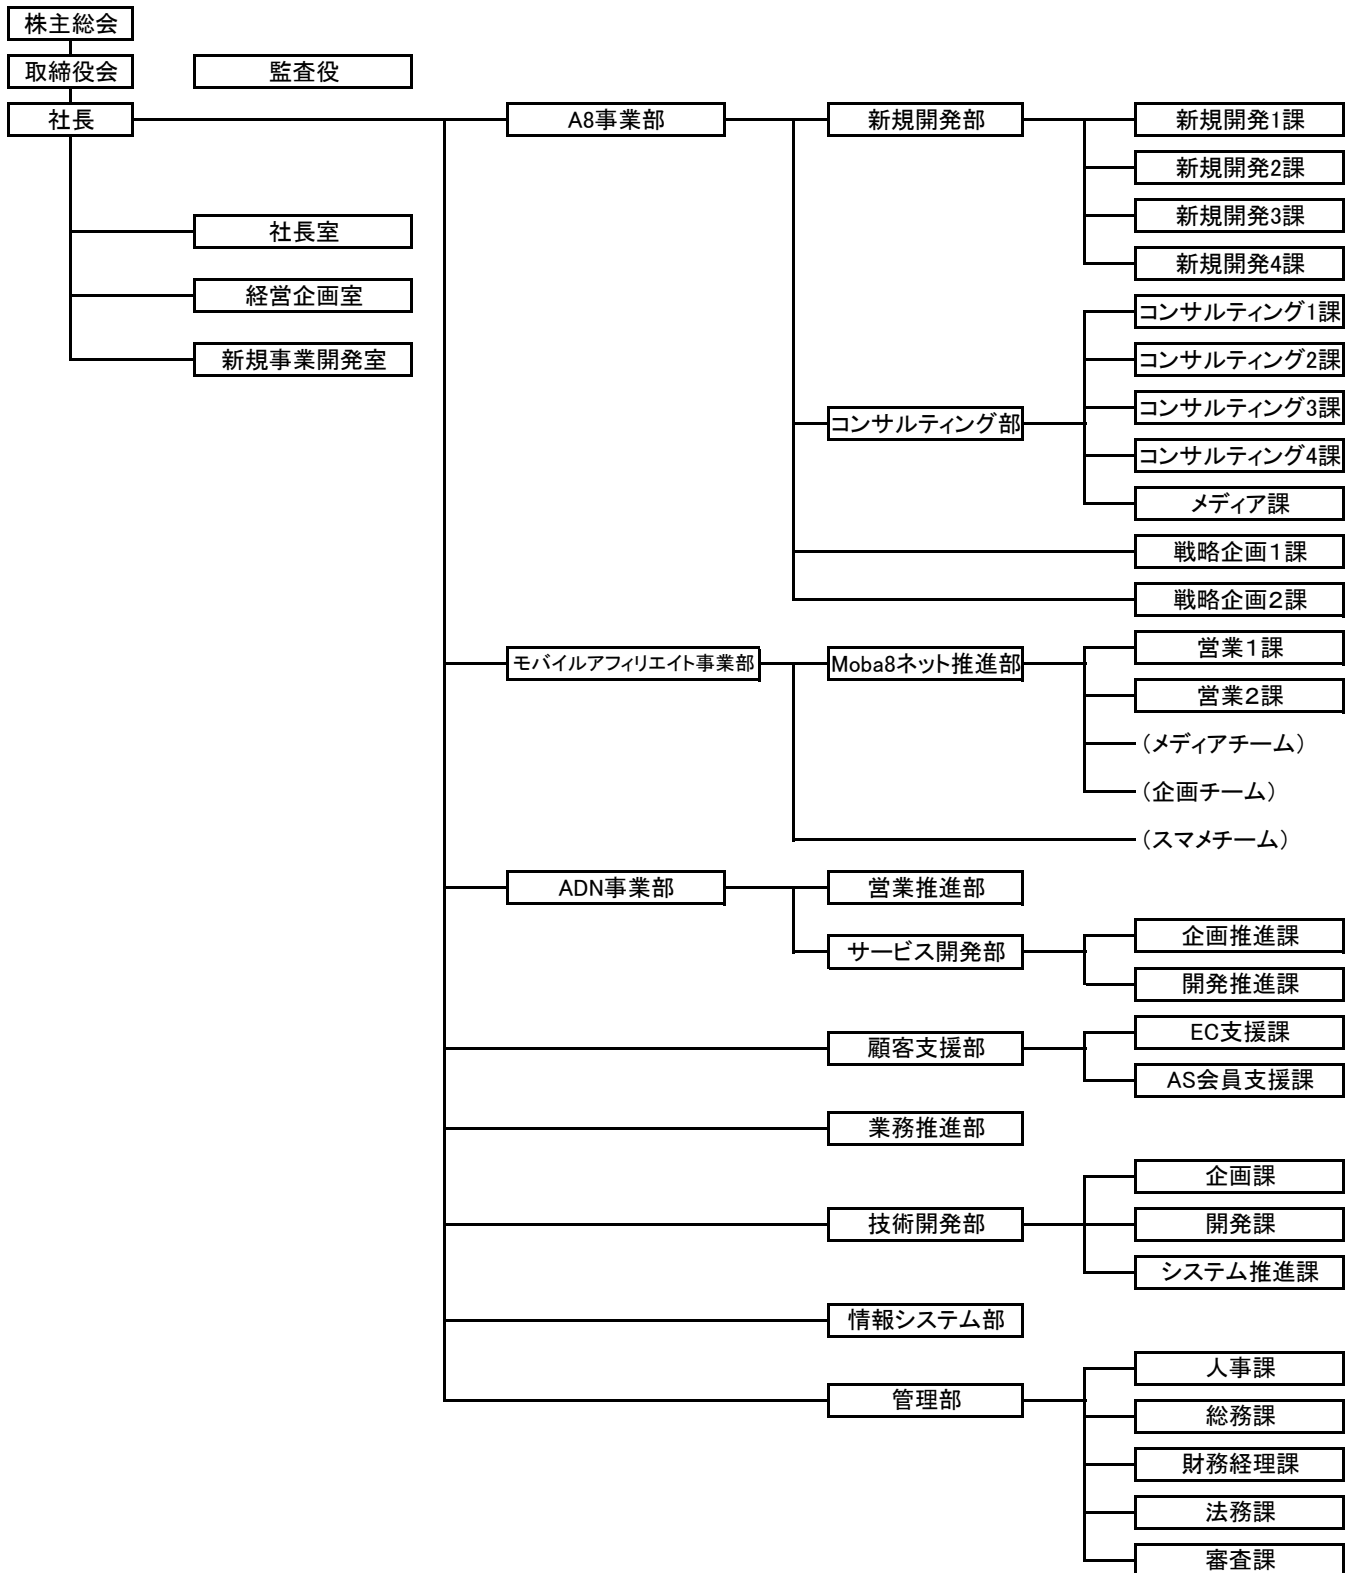 株主総会
取締役会
監査役
社長
A8事業部
新規開発部
新規開発1課
新規開発2課
新規開発3課
社長室
新規開発4課
経営企画室
コンサルティング1課
新規事業開発室
コンサルティング2課
コンサルティング3課
コンサルティング部
コンサルティング4課
メディア課
戦略企画１課
戦略企画２課
モバイルアフィリエイト事業部
Moba8ネット推進部
営業１課
営業２課
（メディアチーム）
（企画チーム）
（スマメチーム）
ADN事業部
営業推進部
サービス開発部
企画推進課
開発推進課
顧客支援部
EC支援課
AS会員支援課
業務推進部
技術開発部
企画課
開発課
システム推進課
情報システム部
管理部
人事課
総務課
財務経理課
法務課
審査課